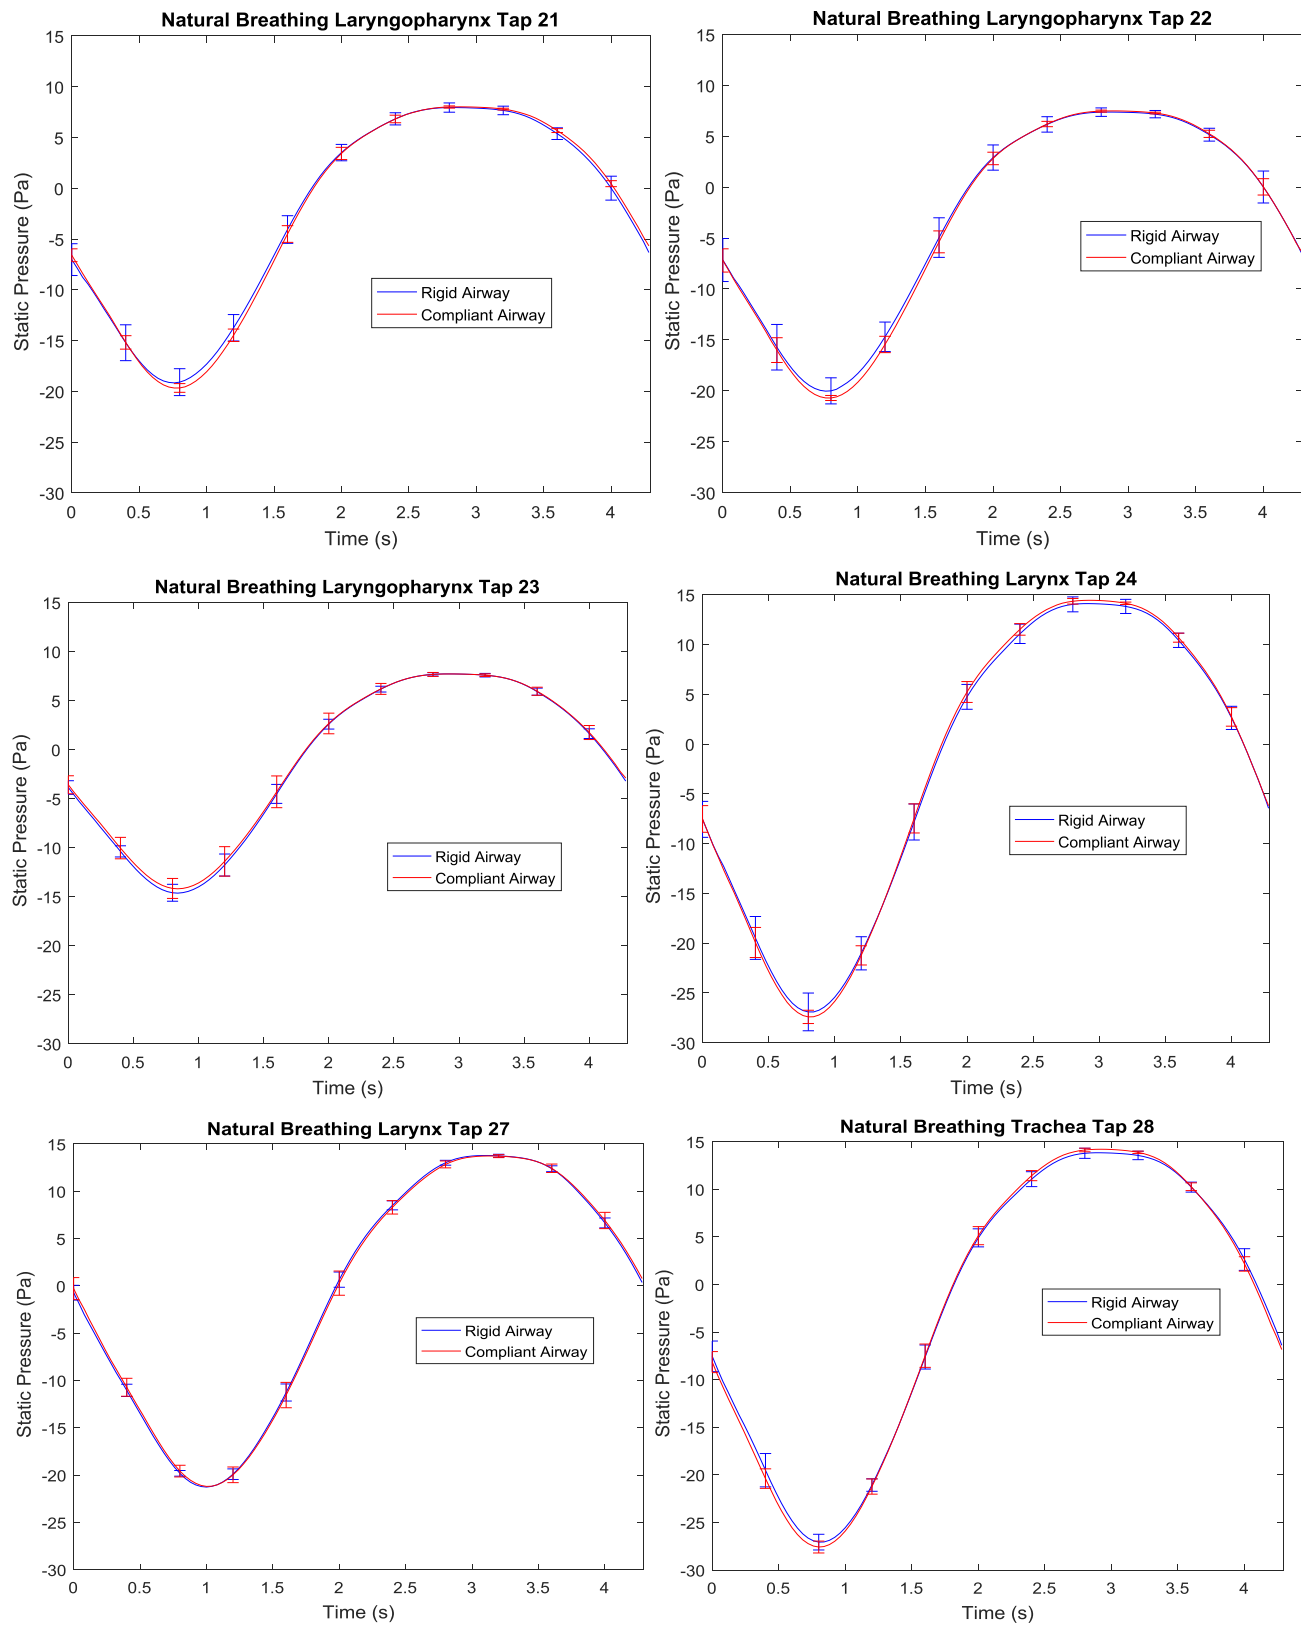 Natural Breathing Laryngopharynx Tap 21
15
10
5
0
-5
-10
-15
-20
-25
-30
Static Pressure (Pa)
Rigid Airway
Compliant Airway
0 0.5 1 1.5 2 2.5 3 3.5 4
Time (s)
Natural Breathing Laryngopharynx Tap 22
15
10
5
0
-5
-10
-15
-20
-25
-30
Static Pressure (Pa)
Rigid Airway
Compliant Airway
0 0.5 1 1.5 2 2.5 3 3.5 4
Time (s)
Natural Breathing Laryngopharynx Tap 23
15
10
5
0
-5
-10
-15
-20
-25
-30
Static Pressure (Pa)
Rigid Airway
Compliant Airway
0 0.5 1 1.5 2 2.5 3 3.5 4
Time (s)
Natural Breathing Larynx Tap 24
15
10
5
0
-5
-10
-15
-20
-25
-30
Static Pressure (Pa)
Rigid Airway
Compliant Airway
0 0.5 1 1.5 2 2.5 3 3.5 4
Time (s)
Natural Breathing Larynx Tap 27
15
10
5
0
-5
-10
-15
-20
-25
-30
Static Pressure (Pa)
Rigid Airway
Compliant Airway
0 0.5 1 1.5 2 2.5 3 3.5 4
Time (s)
Natural Breathing Trachea Tap 28
15
10
5
0
-5
-10
-15
-20
-25
-30
Static Pressure (Pa)
Rigid Airway
Compliant Airway
0 0.5 1 1.5 2 2.5 3 3.5 4
Time (s)